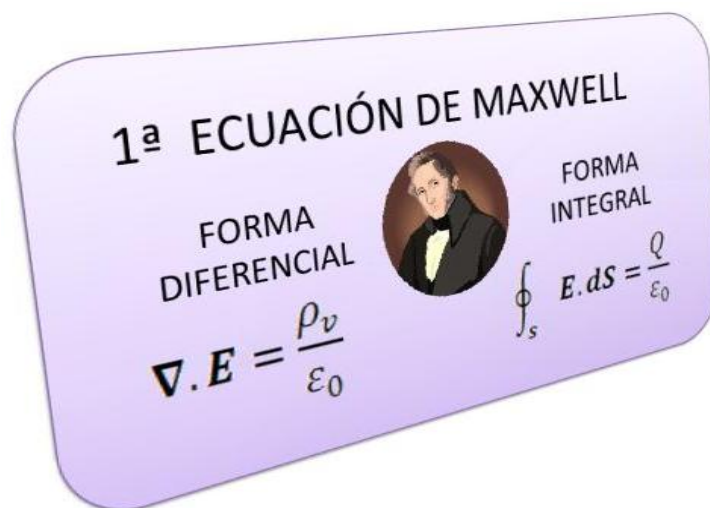 1ª ECUACIÓN DE MAXWELL
FORMA
DIFERENCIAL
∇.E = ρᵥ/ε₀
FORMA
INTEGRAL
∮ₛ E.dS = Q/ε₀